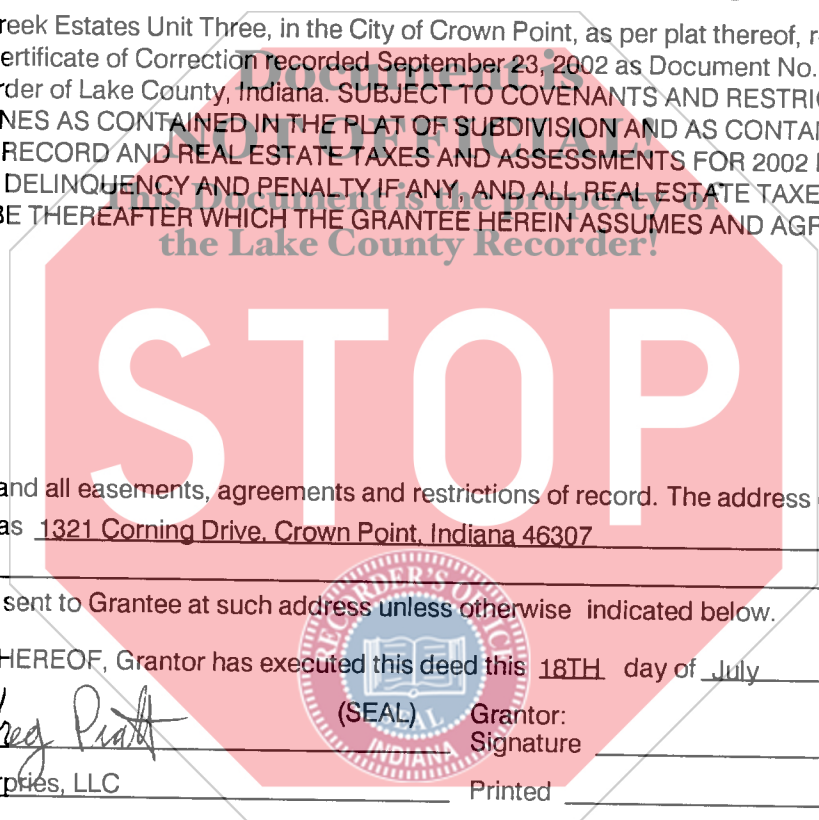 reek Estates Unit Three, in the City of Crown Point, as per plat thereof, r
ertificate of Correction recorded September 23, 2002 as Document No.
rder of Lake County, Indiana. SUBJECT TO COVENANTS AND RESTRI
NES AS CONTAINED IN THE PLAT OF SUBDIVISION AND AS CONTA
RECORD AND REAL ESTATE TAXES AND ASSESSMENTS FOR 2002
DELINQUENCY AND PENALTY IF ANY, AND ALL REAL ESTATE TAXE
BE THEREAFTER WHICH THE GRANTEE HEREIN ASSUMES AND AGR
Document is
NOT OFFICIAL!
This Document is the property of
the Lake County Recorder!
STOP
and all easements, agreements and restrictions of record. The address
as 1321 Corning Drive, Crown Point, Indiana 46307
sent to Grantee at such address unless otherwise indicated below.
HEREOF, Grantor has executed this deed this 18TH day of July
reg Piatt (SEAL) Grantor:
Signature
rpries, LLC Printed
RECORDER'S OFFICE
SEAL
INDIANA